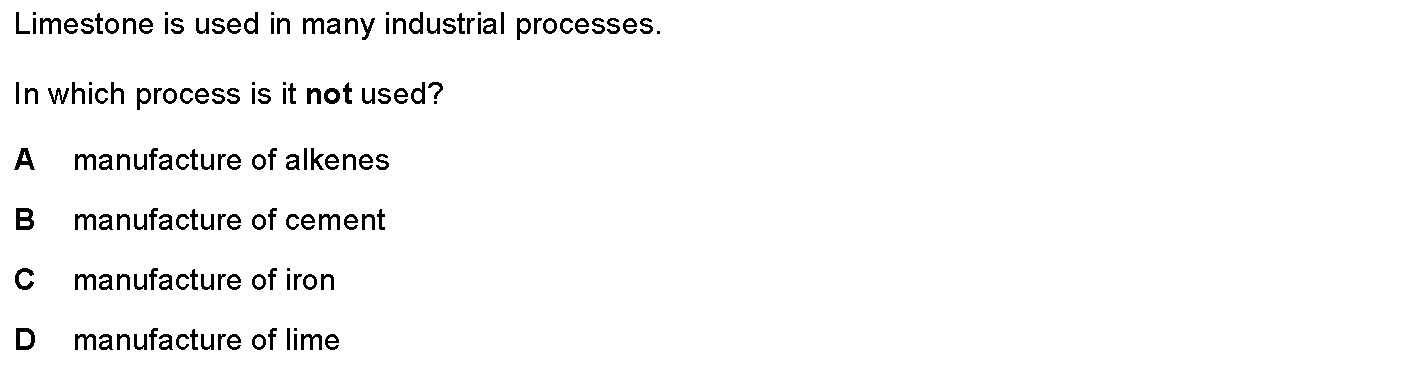 Limestone is used in many industrial processes.
In which process is it not used?
A manufacture of alkenes
B manufacture of cement
C manufacture of iron
D manufacture of lime